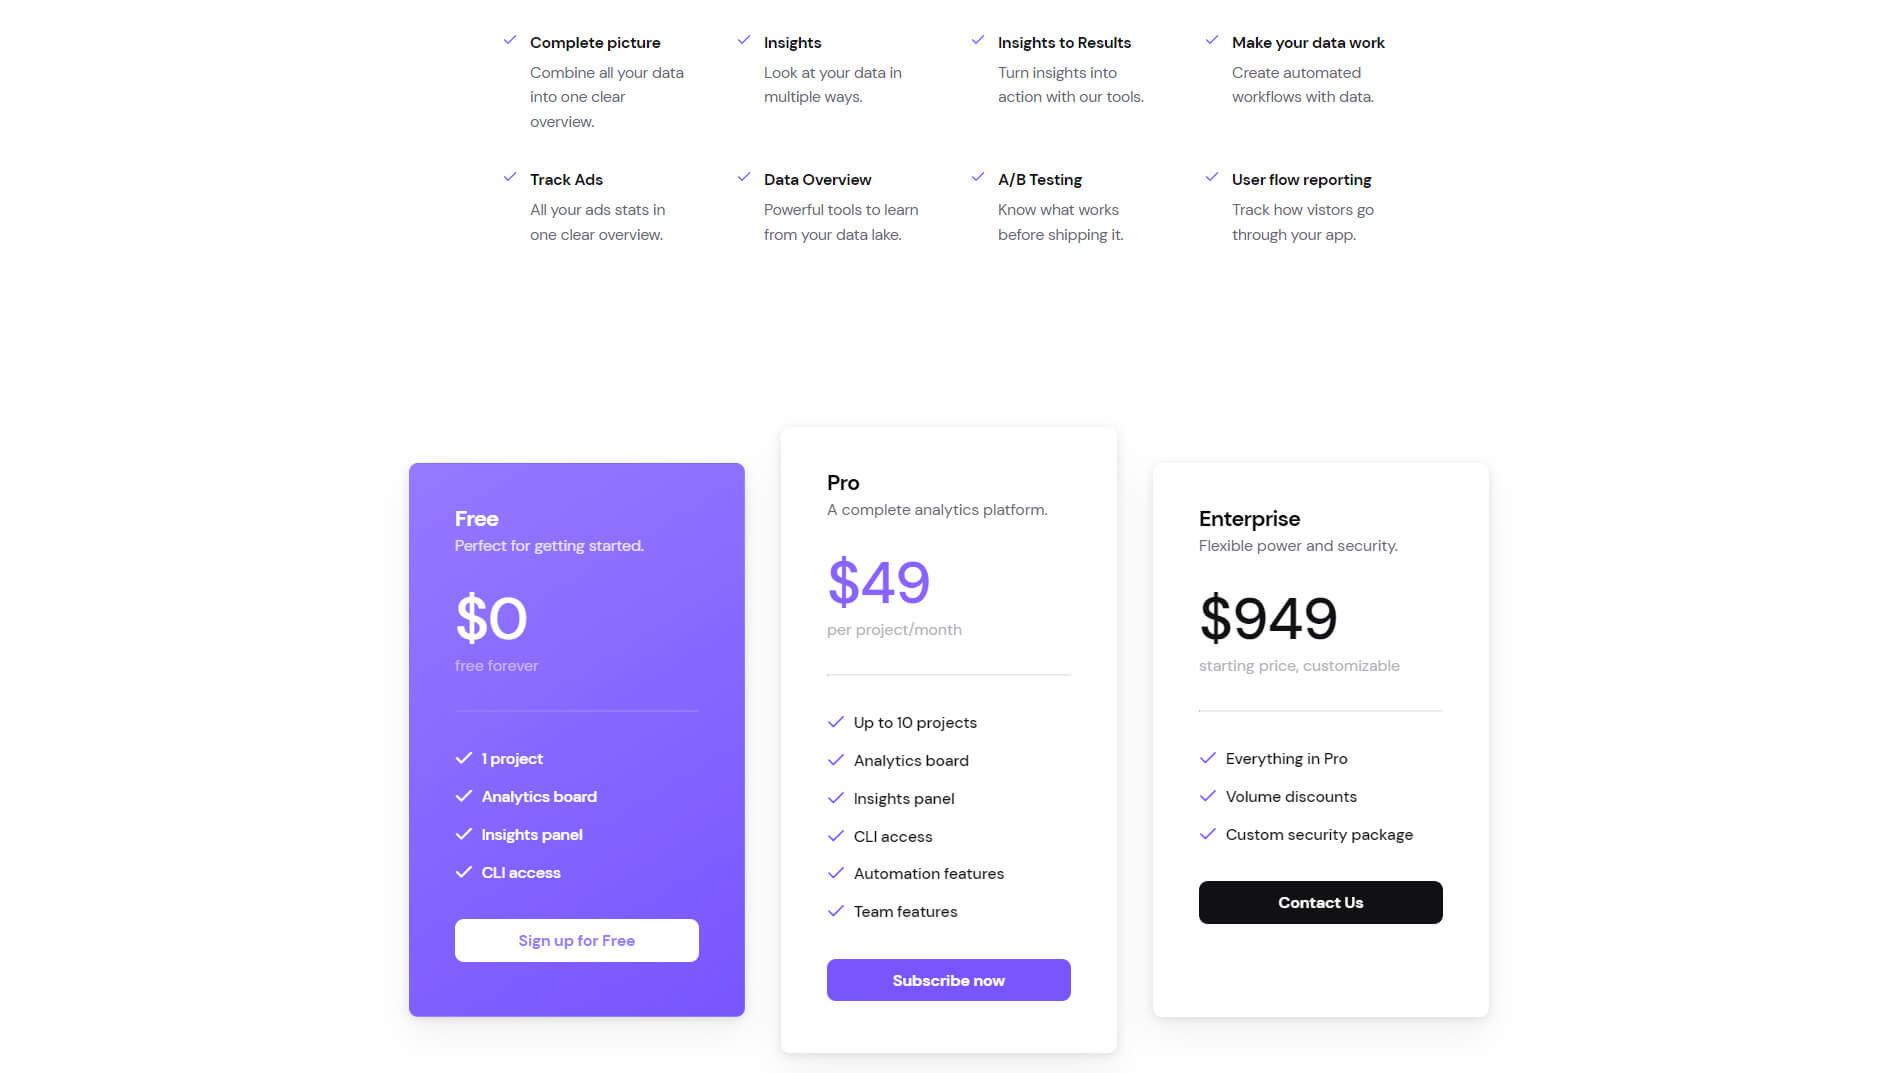 Complete picture
Combine all your data
into one clear
overview.
Insights
Look at your data in
multiple ways.
Insights to Results
Turn insights into
action with our tools.
Make your data work
Create automated
workflows with data.
Track Ads
All your ads stats in
one clear overview.
Data Overview
Powerful tools to learn
from your data lake.
A/B Testing
Know what works
before shipping it.
User flow reporting
Track how vistors go
through your app.
Free
Perfect for getting started.
$0
free forever
1 project
Analytics board
Insights panel
CLI access
Sign up for Free
Pro
A complete analytics platform.
$49
per project/month
Up to 10 projects
Analytics board
Insights panel
CLI access
Automation features
Team features
Subscribe now
Enterprise
Flexible power and security.
$949
starting price, customizable
Everything in Pro
Volume discounts
Custom security package
Contact Us